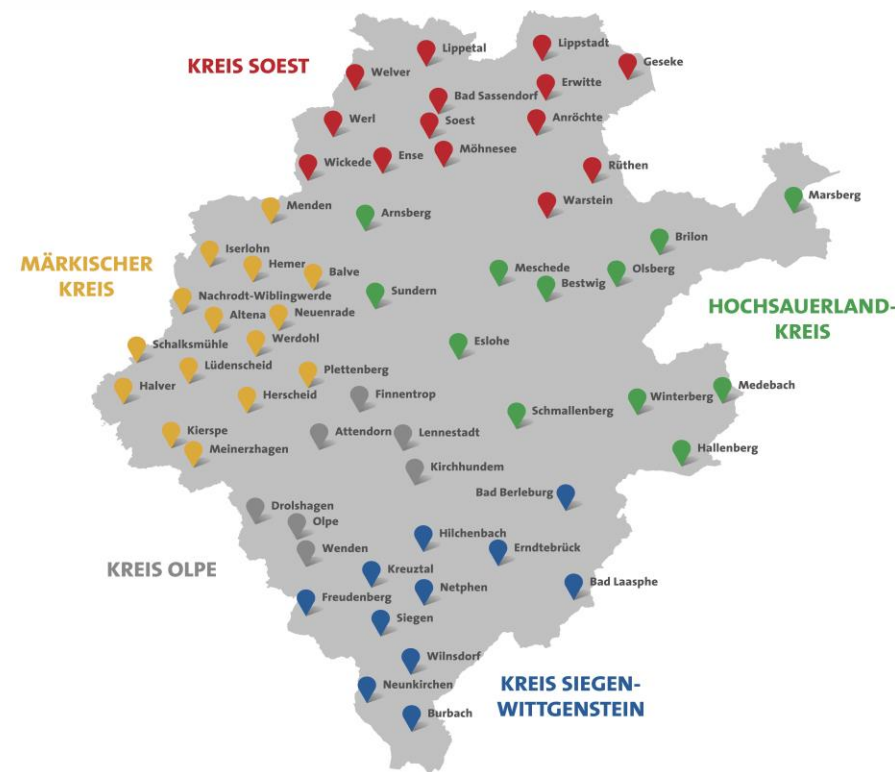 Lippetal
Lippstadt
KREIS SOEST
Geseke
Welver
Erwitte
Bad Sassendorf
Werl
Soest
Anröchte
Möhnesee
Ense
Wickede
Rüthen
Marsberg
Warstein
Menden
Arnsberg
Brilon
Iserlohn
MÄRKISCHER
KREIS
Hemer
Balve
Meschede
Olsberg
Bestwig
Sundern
Nachrodt-Wiblingwerde
HOCHSAUERLAND-
KREIS
Altena
Neuenrade
Werdohl
Schalksmühle
Eslohe
Lüdenscheid
Plettenberg
Halver
Herscheid
Finnentrop
Medebach
Winterberg
Schmallenberg
Kierspe
Attendorn
Lennestadt
Meinerzhagen
Hallenberg
Kirchhundem
Bad Berleburg
Drolshagen
Olpe
Hilchenbach
Wenden
Erndtebrück
KREIS OLPE
Kreuztal
Bad Laasphe
Netphen
Freudenberg
Siegen
Wilnsdorf
Neunkirchen
KREIS SIEGEN-
WITTGENSTEIN
Burbach